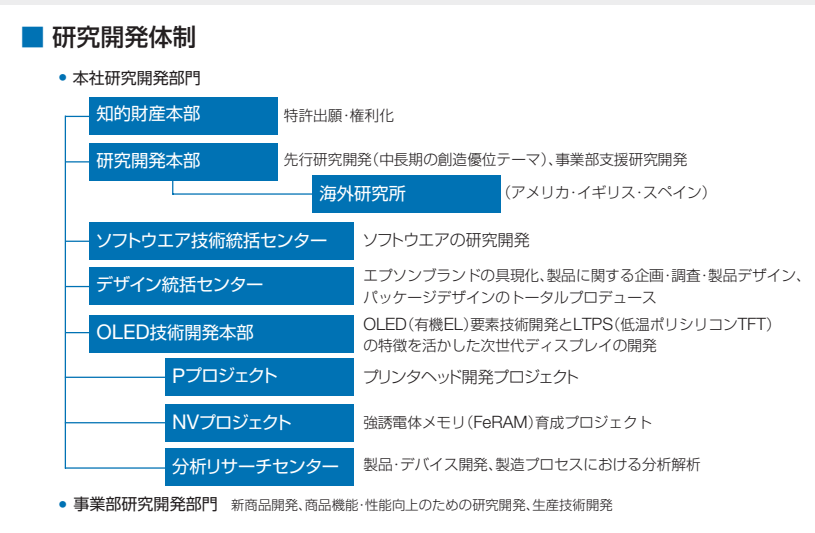 研究開発体制
本社研究開発部門
知的財産本部 特許出願・権利化
研究開発本部 先行研究開発(中長期の創造優位テーマ)、事業部支援研究開発
海外研究所 (アメリカ・イギリス・スペイン)
ソフトウエア技術統括センター ソフトウエアの研究開発
デザイン統括センター エプソンブランドの具現化、製品に関する企画・調査・製品デザイン、
パッケージデザインのトータルプロデュース
OLED技術開発本部 OLED(有機EL)要素技術開発とLTPS(低温ポリシリコンTFT)
の特徴を活かした次世代ディスプレイの開発
Pプロジェクト プリンタヘッド開発プロジェクト
NVプロジェクト 強誘電体メモリ(FeRAM)育成プロジェクト
分析リサーチセンター 製品・デバイス開発、製造プロセスにおける分析解析
事業部研究開発部門 新商品開発、商品機能・性能向上のための研究開発、生産技術開発